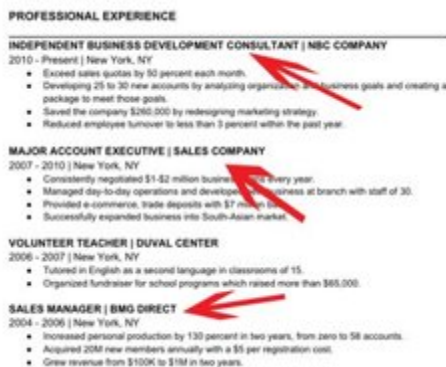 PROFESSIONAL EXPERIENCE
INDEPENDENT BUSINESS DEVELOPMENT CONSULTANT | NBC COMPANY
2010 - Present | New York, NY
• Exceed sales quotas by 50 percent each month.
• Developing 25 to 30 new accounts by analyzing organization business goals and creating a
package to meet those goals.
• Saved the company $260,000 by redesigning marketing strategy.
• Reduced employee turnover to less than 3 percent within the past year.
MAJOR ACCOUNT EXECUTIVE | SALES COMPANY
2007 - 2010 | New York, NY
• Consistently negotiated $1-$2 million business every year.
• Managed day-to-day operations and developed business at branch with staff of 30.
• Provided e-commerce, trade deposits with $7
• Successfully expanded business into South-Asian market.
VOLUNTEER TEACHER | DUVAL CENTER
2006 - 2007 | New York, NY
• Tutored in English as a second language in classrooms of 15.
• Organized fundraiser for school programs which raised more than $65,000.
SALES MANAGER | BMG DIRECT
2004 - 2006 | New York, NY
• Increased personal production by 130 percent in two years, from zero to 58 accounts.
• Acquired 20M new members annually with a $5 per registration cost.
• Grew revenue from $100K to $1M in two years.